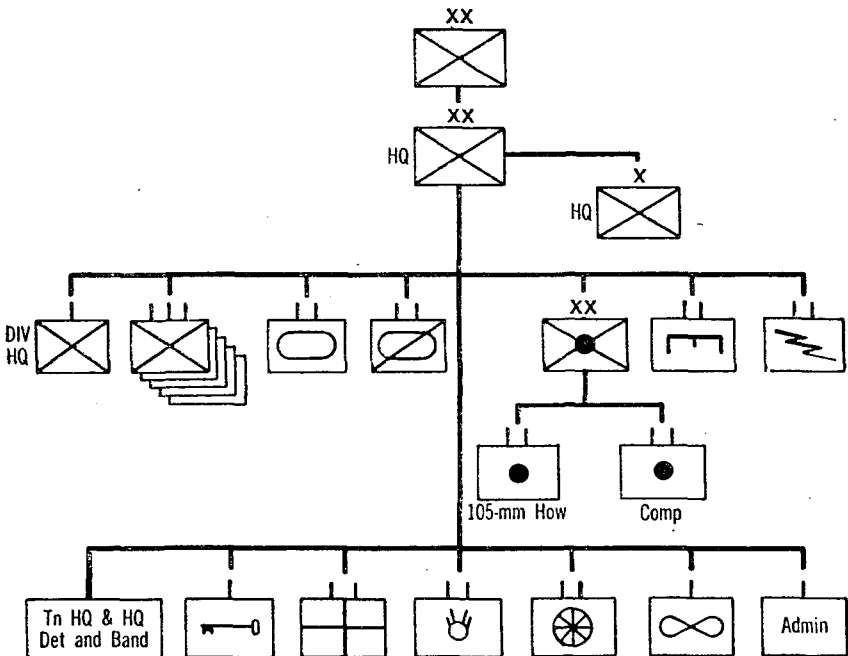 XX
XX
HQ
X
HQ
DIV
HQ
XX
105-mm How
Comp
Tn HQ & HQ
Det and Band
Admin